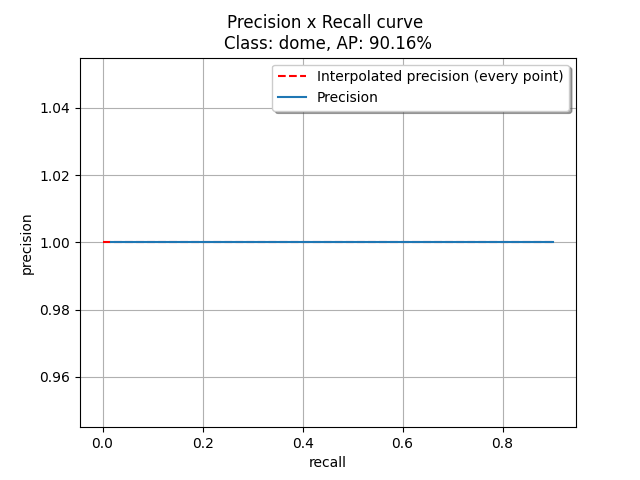 Precision x Recall curve
Class: dome, AP: 90.16%
Interpolated precision (every point)
Precision
1.04
1.02
1.00
0.98
0.96
precision
0.0 0.2 0.4 0.6 0.8
recall